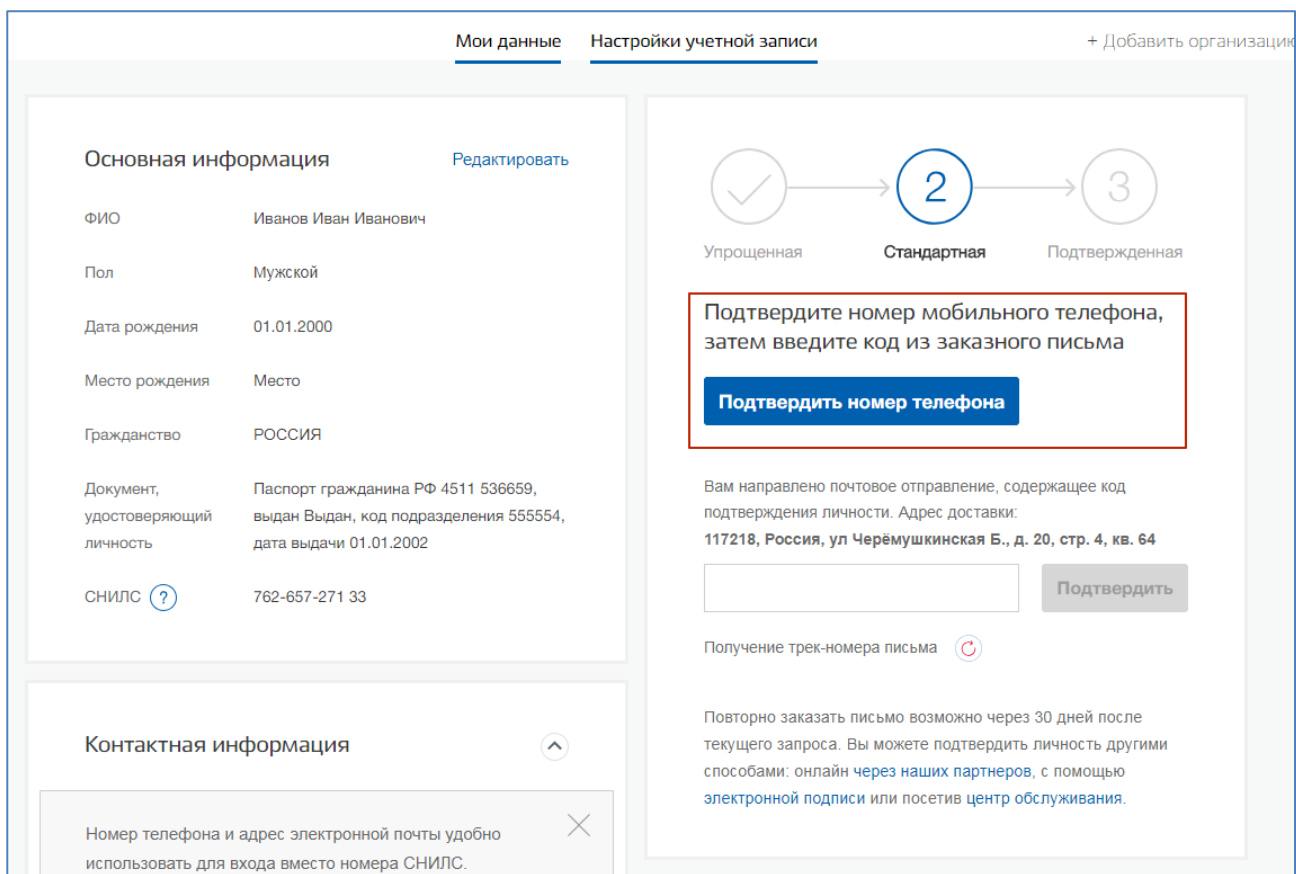 Мои данные Настройки учетной записи + Добавить организацию
Основная информация Редактировать
ФИО Иванов Иван Иванович
Пол Мужской
Дата рождения 01.01.2000
Место рождения Место
Гражданство РОССИЯ
Документ, Паспорт гражданина РФ 4511 536659,
удостоверяющий выдан Выдан, код подразделения 555554,
личность дата выдачи 01.01.2002
СНИЛС ? 762-657-271 33
Контактная информация
Номер телефона и адрес электронной почты удобно
использовать для входа вместо номера СНИЛС.
2 3
Упрощенная Стандартная Подтвержденная
Подтвердите номер мобильного телефона,
затем введите код из заказного письма
Подтвердить номер телефона
Вам направлено почтовое отправление, содержащее код
подтверждения личности. Адрес доставки:
117218, Россия, ул Черёмушкинская Б., д. 20, стр. 4, кв. 64
Подтвердить
Получение трек-номера письма
Повторно заказать письмо возможно через 30 дней после
текущего запроса. Вы можете подтвердить личность другими
способами: онлайн через наших партнеров, с помощью
электронной подписи или посетив центр обслуживания.